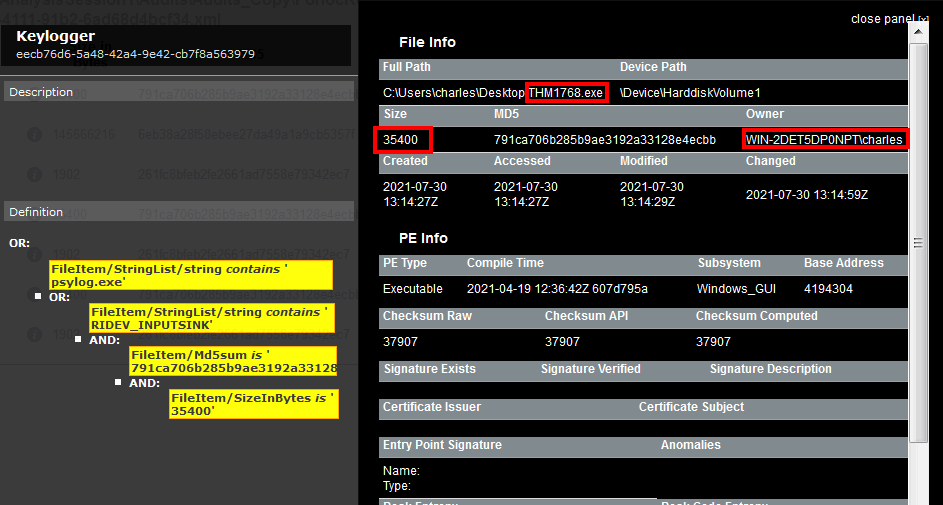 Keylogger
eecb76d6-5a48-42a4-9e42-cb7f8a563979
Description
Definition
OR:
FileItem/StringList/string contains '
psylog.exe'
OR:
FileItem/StringList/string contains '
RIDEV_INPUTSINK'
AND:
FileItem/Md5sum is '
791ca706b285b9ae3192a33128
AND:
FileItem/SizeInBytes is '
35400'
close panel [x]
File Info
Full Path Device Path
C:\Users\charles\Desktop THM1768.exe \Device\HarddiskVolume1
Size MD5 Owner
35400 791ca706b285b9ae3192a33128e4ecbb WIN-2DET5DP0NPT\charles
Created Accessed Modified Changed
2021-07-30 2021-07-30 2021-07-30 2021-07-30 13:14:59Z
13:14:27Z 13:14:27Z 13:14:29Z
PE Info
PE Type Compile Time Subsystem Base Address
Executable 2021-04-19 12:36:42Z 607d795a Windows_GUI 4194304
Checksum Raw Checksum API Checksum Computed
37907 37907 37907
Signature Exists Signature Verified Signature Description
Certificate Issuer Certificate Subject
Entry Point Signature Anomalies
Name:
Type: